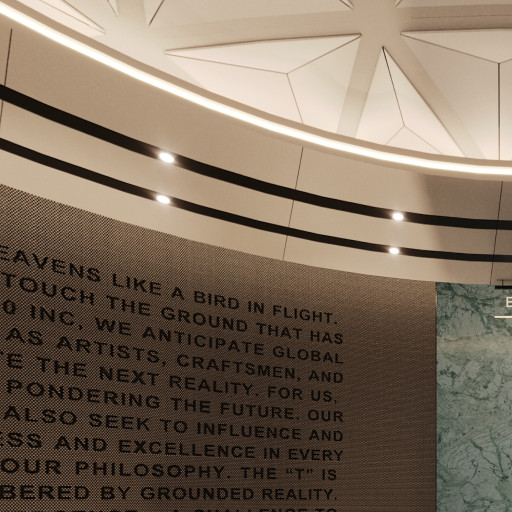 EAVENS LIKE A BIRD IN FLIGHT.
TOUCH THE GROUND THAT HAS
0 INC, WE ANTICIPATE GLOBAL
AS ARTISTS, CRAFTSMEN, AND
E THE NEXT REALITY. FOR US,
PONDERING THE FUTURE. OUR
ALSO SEEK TO INFLUENCE AND
ESS AND EXCELLENCE IN EVERY
OUR PHILOSOPHY. THE “T” IS
BERED BY GROUNDED REALITY.